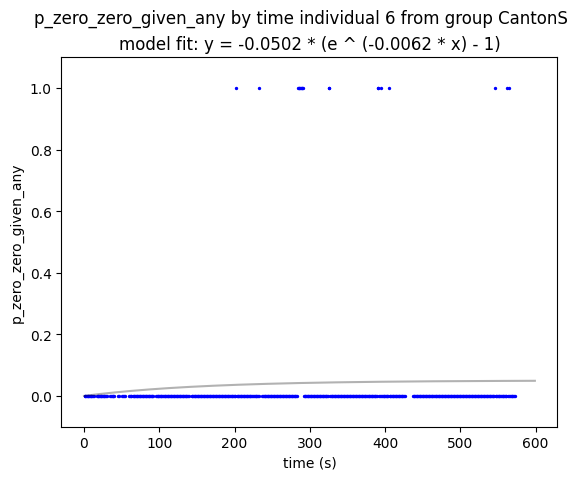 p_zero_zero_given_any by time individual 6 from group CantonS
model fit: y = -0.0502 * (e ^ (-0.0062 * x) - 1)
1.0
0.8
0.6
0.4
0.2
0.0
p_zero_zero_given_any
0 100 200 300 400 500 600
time (s)